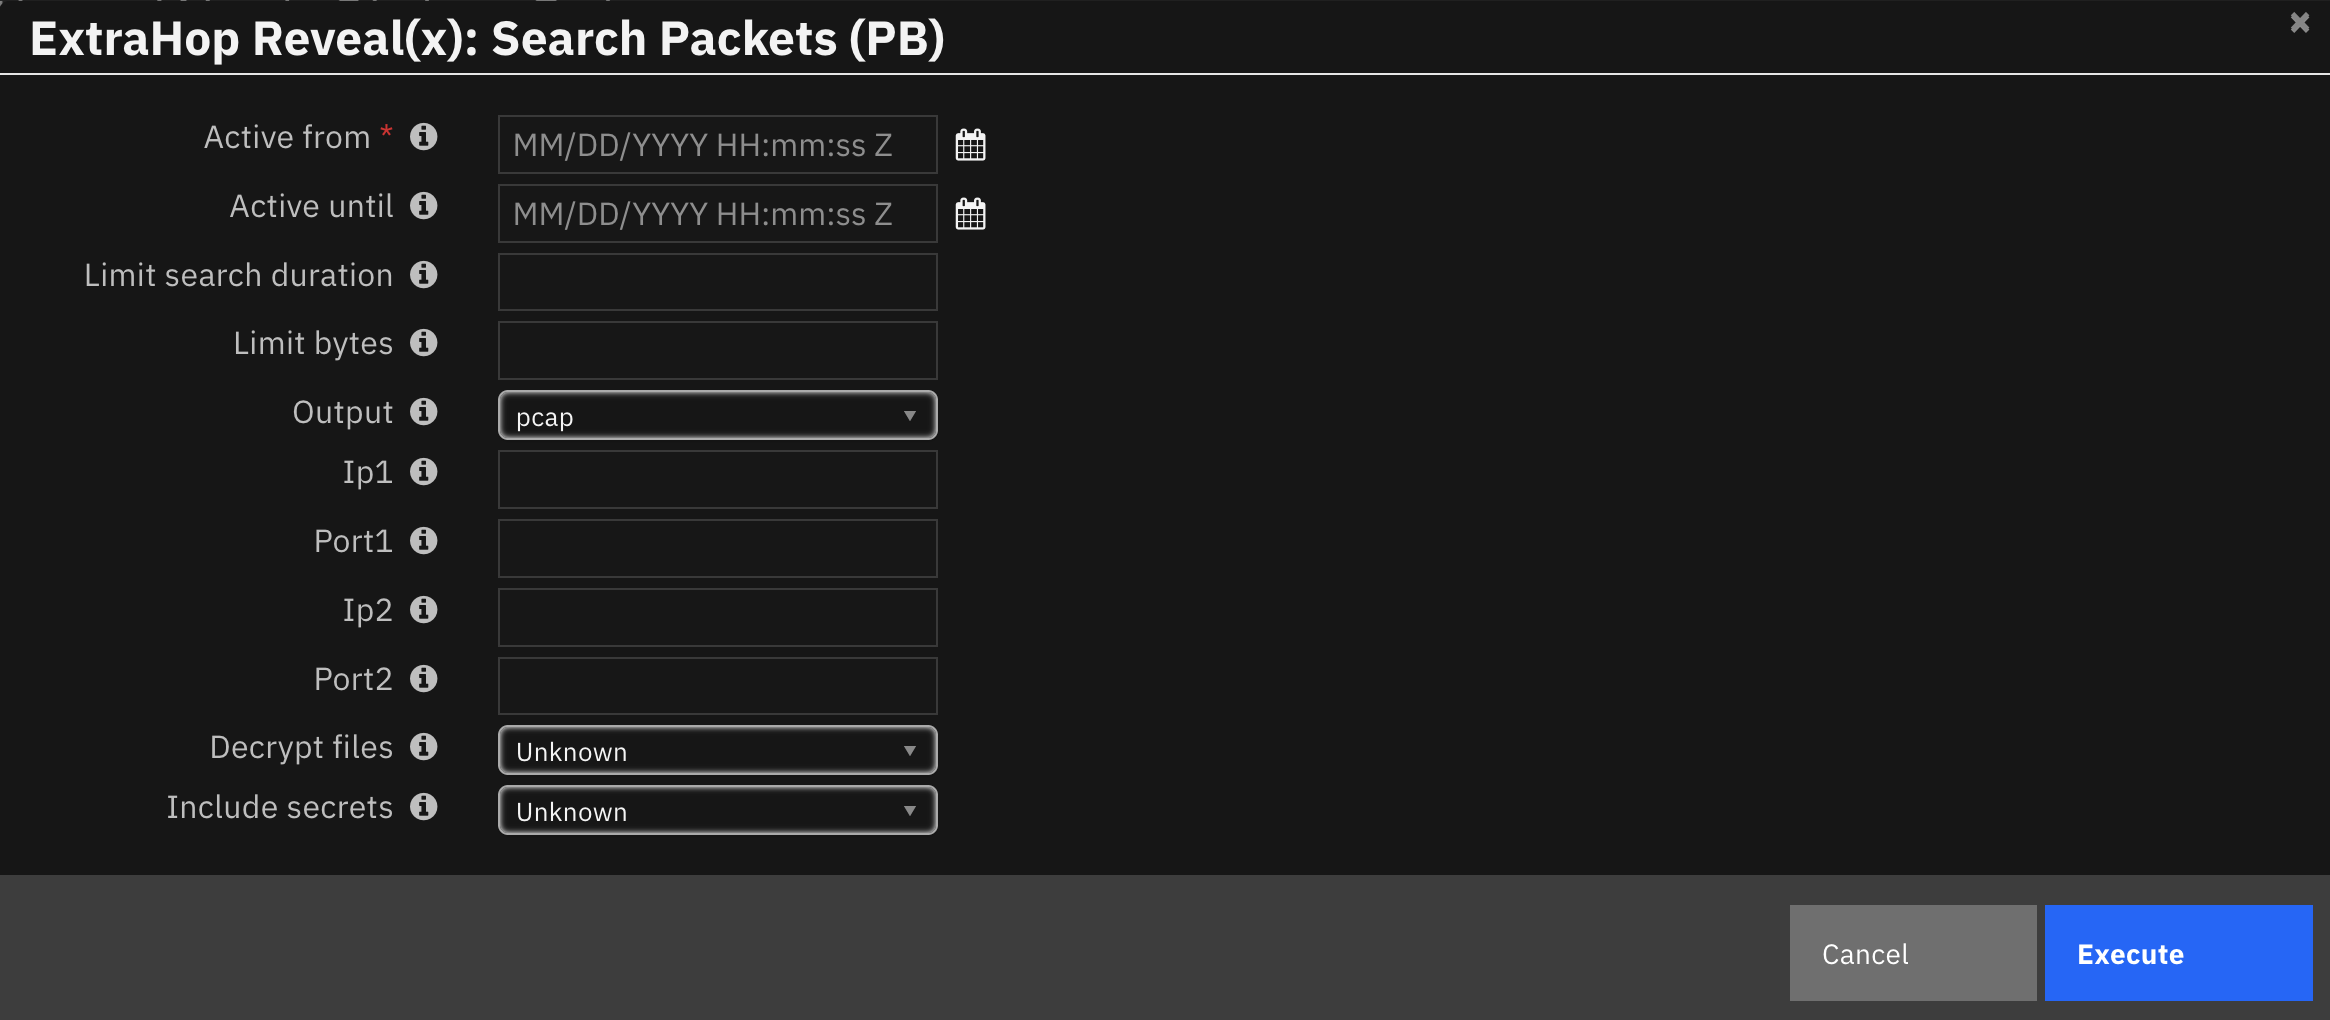 ExtraHop Reveal(x): Search Packets (PB)
Active from *
MM/DD/YYYY HH:mm:ss Z
Active until
MM/DD/YYYY HH:mm:ss Z
Limit search duration
Limit bytes
Output
pcap
Ip1
Port1
Ip2
Port2
Decrypt files
Unknown
Include secrets
Unknown
Cancel
Execute